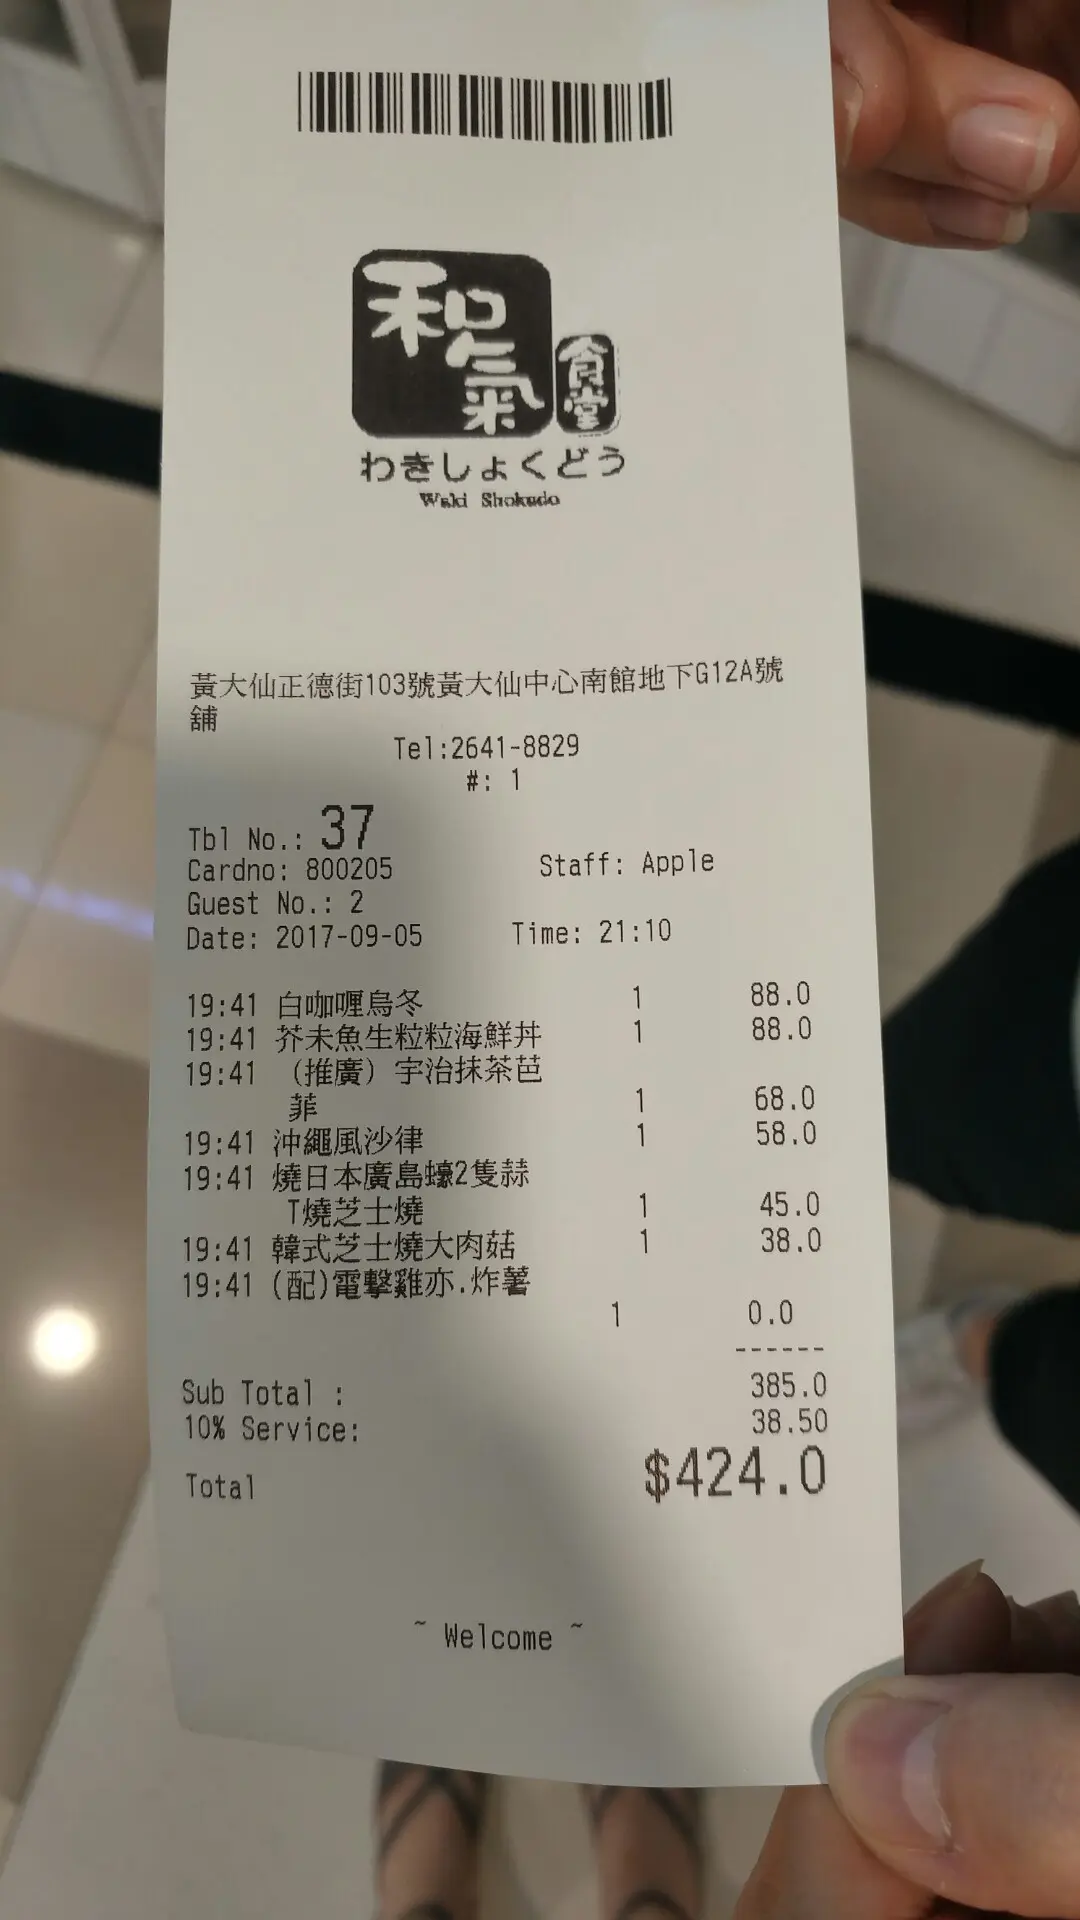 和氣
食堂
わきしょくどう
Waki Shokudo
黃大仙正德街103號黃大仙中心南館地下G12A號
舖
Tel:2641-8829
#: 1
Tbl No.: 37
Cardno: 800205 Staff: Apple
Guest No.: 2
Date: 2017-09-05 Time: 21:10
19:41 白咖喱烏冬 1 88.0
19:41 芥未魚生粒粒海鮮丼 1 88.0
19:41 （推廣）宇治抹茶芭
菲 1 68.0
19:41 沖繩風沙律 1 58.0
19:41 燒日本廣島蠔2隻蒜
T燒芝士燒 1 45.0
19:41 韓式芝士燒大肉菇 1 38.0
19:41 (配)電擊雞亦.炸薯
1 0.0
------
Sub Total : 385.0
10% Service: 38.50
Total $424.0
~ Welcome ~